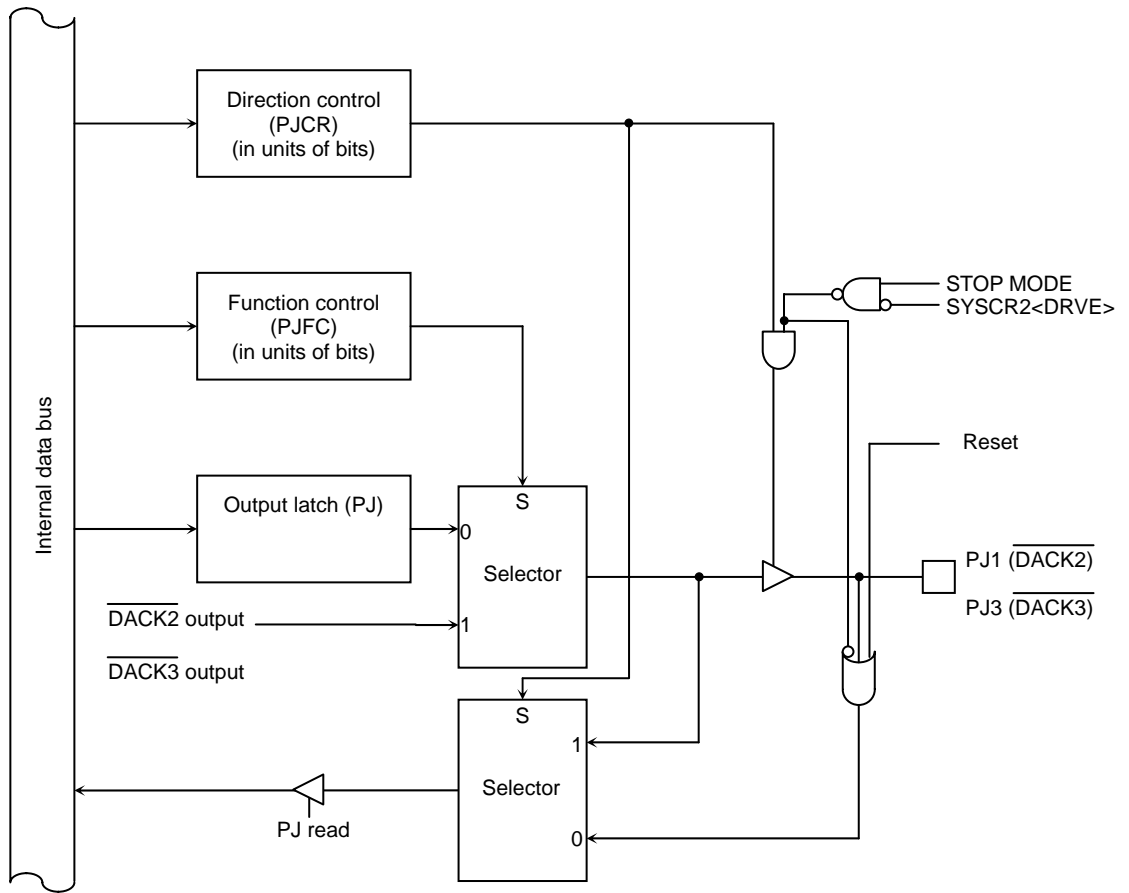 Direction control
(PJCR)
(in units of bits)
STOP MODE
SYSCR2<DRVE>
Function control
(PJFC)
(in units of bits)
Internal data bus
Reset
Output latch (PJ)
S
0
Selector
1
PJ1 (DACK2)
PJ3 (DACK3)
DACK2 output
DACK3 output
S
1
Selector
0
PJ read